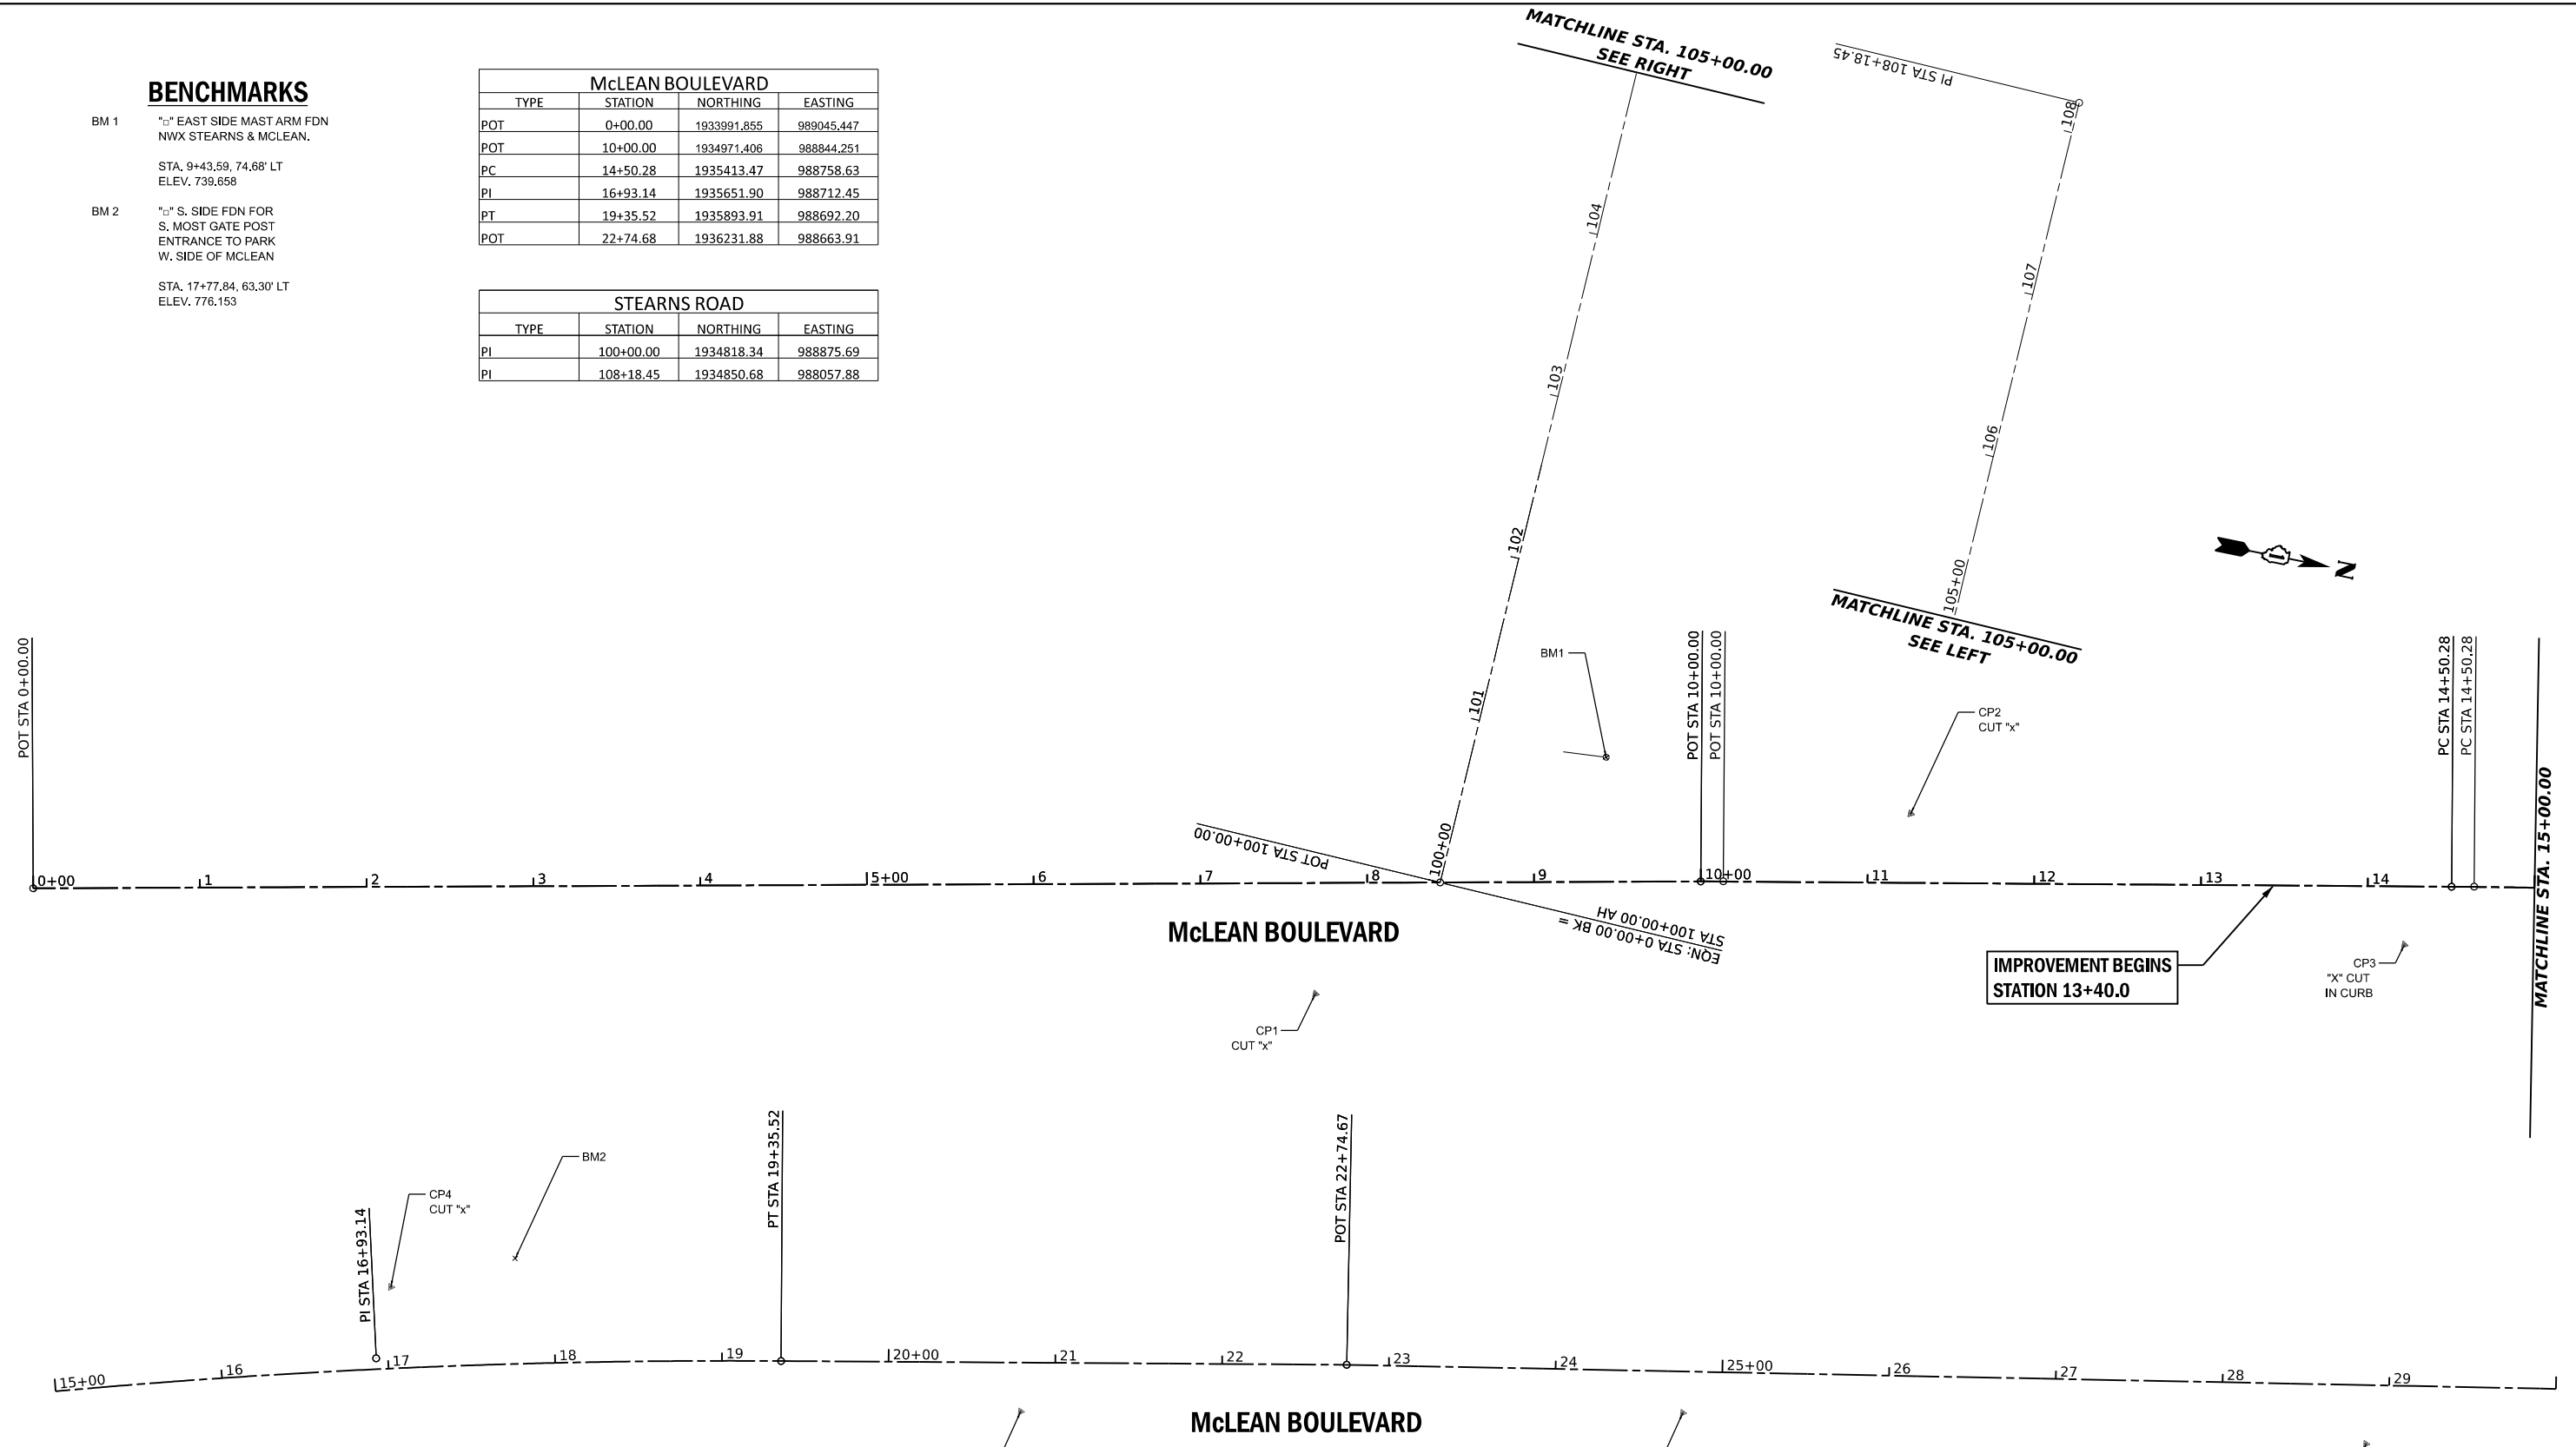 BENCHMARKS
BM 1 "□" EAST SIDE MAST ARM FDN
NWX STEARNS & MCLEAN.
STA. 9+43.59, 74.68' LT
ELEV. 739.658
BM 2 "□" S. SIDE FDN FOR
S. MOST GATE POST
ENTRANCE TO PARK
W. SIDE OF MCLEAN
STA. 17+77.84, 63.30' LT
ELEV. 776.153
McLEAN BOULEVARD
TYPE STATION NORTHING EASTING
POT 0+00.00 1933991.855 989045.447
POT 10+00.00 1934971.406 988844.251
PC 14+50.28 1935413.47 988758.63
PI 16+93.14 1935651.90 988712.45
PT 19+35.52 1935893.91 988692.20
POT 22+74.68 1936231.88 988663.91
STEARNS ROAD
TYPE STATION NORTHING EASTING
PI 100+00.00 1934818.34 988875.69
PI 108+18.45 1934850.68 988057.88
MATCHLINE STA. 105+00.00
SEE RIGHT
104
103
102
101
100+00
PI STA 108+18.45
108
107
106
105+00
MATCHLINE STA. 105+00.00
SEE LEFT
N
1
BM1
CP2
CUT "x"
POT STA 0+00.00
POT STA 10+00.00
POT STA 10+00.00
PC STA 14+50.28
PC STA 14+50.28
MATCHLINE STA. 15+00.00
POT STA 100+00.00
0+00 1 2 3 4 5+00 6 7 8 9 10+00 11 12 13 14
EQN: STA 0+00.00 BK =
STA 100+00.00 AH
McLEAN BOULEVARD
IMPROVEMENT BEGINS
STATION 13+40.0
CP3
"X" CUT
IN CURB
CP1
CUT "x"
PI STA 16+93.14
CP4
CUT "x"
BM2
PT STA 19+35.52
POT STA 22+74.67
15+00 16 17 18 19 20+00 21 22 23 24 25+00 26 27 28 29
McLEAN BOULEVARD